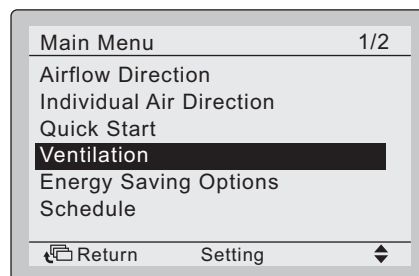 Main Menu 1/2
Airflow Direction
Individual Air Direction
Quick Start
Ventilation
Energy Saving Options
Schedule
Return Setting